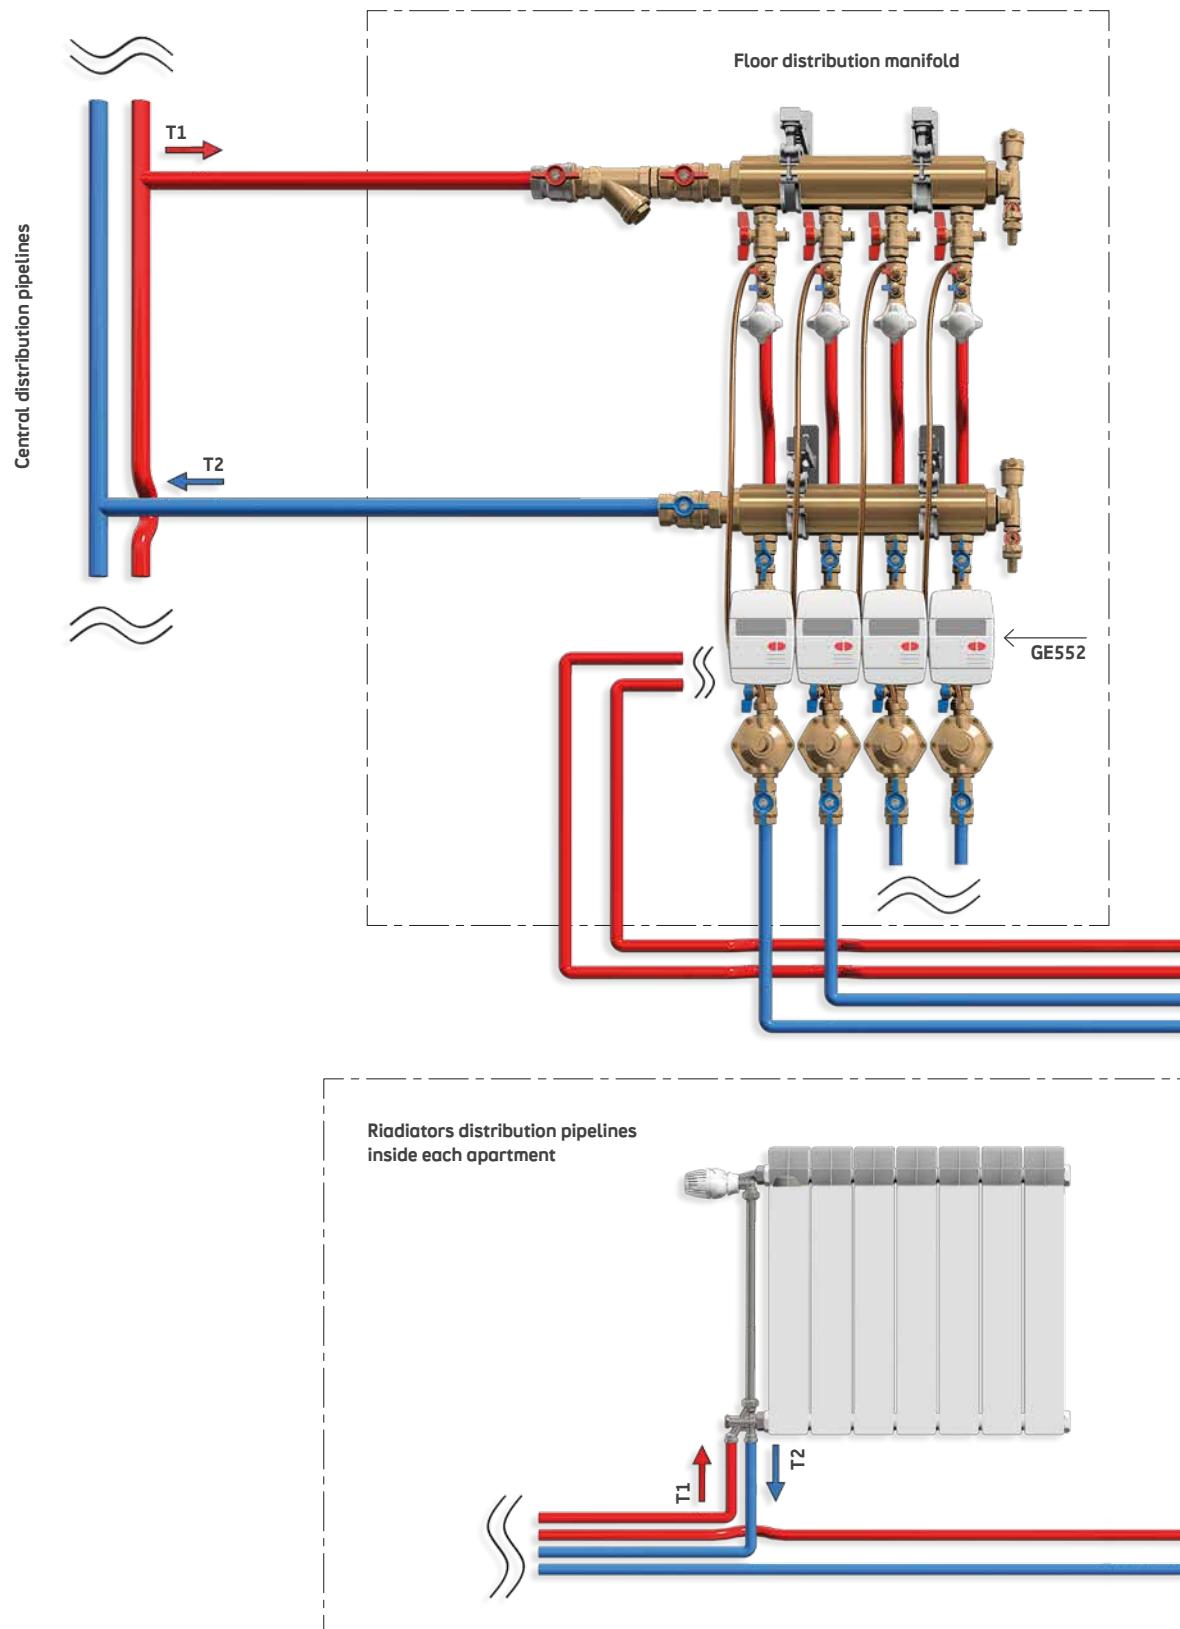 Floor distribution manifold
T1
Central distribution pipelines
T2
GE552
Riadiators distribution pipelines
inside each apartment
T1
T2